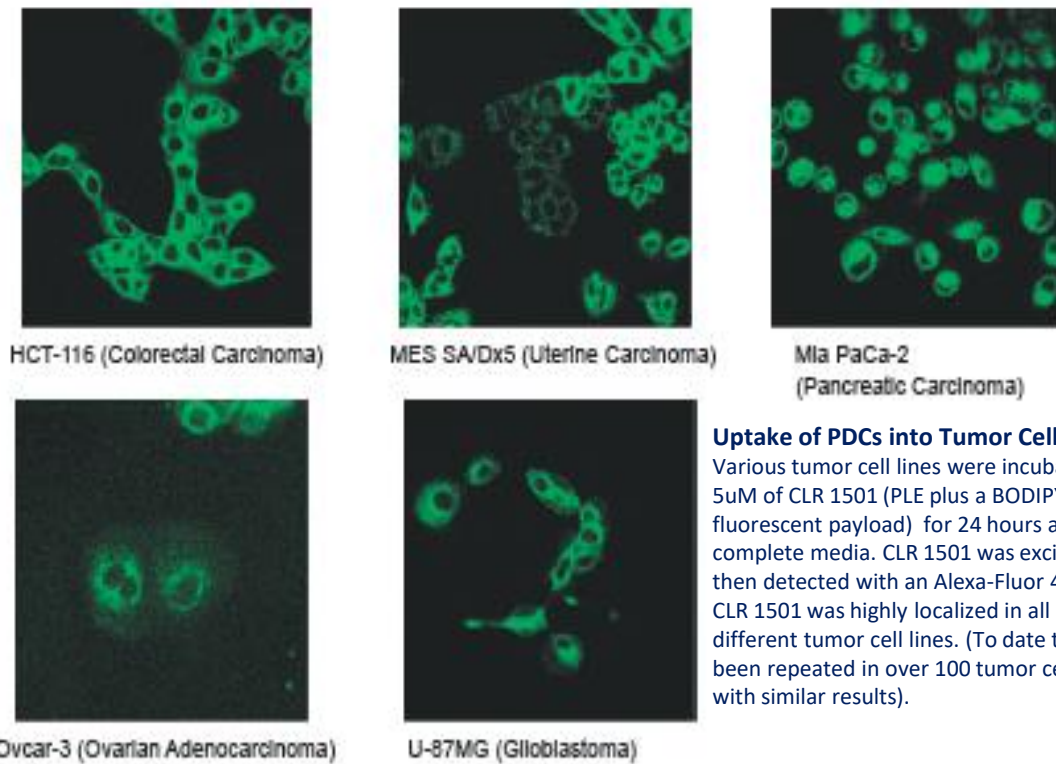 HCT-116 (Colorectal Carcinoma)
MES SA/Dx5 (Uterine Carcinoma)
Mia PaCa-2
(Pancreatic Carcinoma)
Uptake of PDCs into Tumor Cell
Various tumor cell lines were incuba
5uM of CLR 1501 (PLE plus a BODIPY
fluorescent payload) for 24 hours a
complete media. CLR 1501 was exci
then detected with an Alexa-Fluor 4
CLR 1501 was highly localized in all
different tumor cell lines. (To date t
been repeated in over 100 tumor ce
with similar results).
Ovcar-3 (Ovarian Adenocarcinoma)
U-87MG (Glioblastoma)